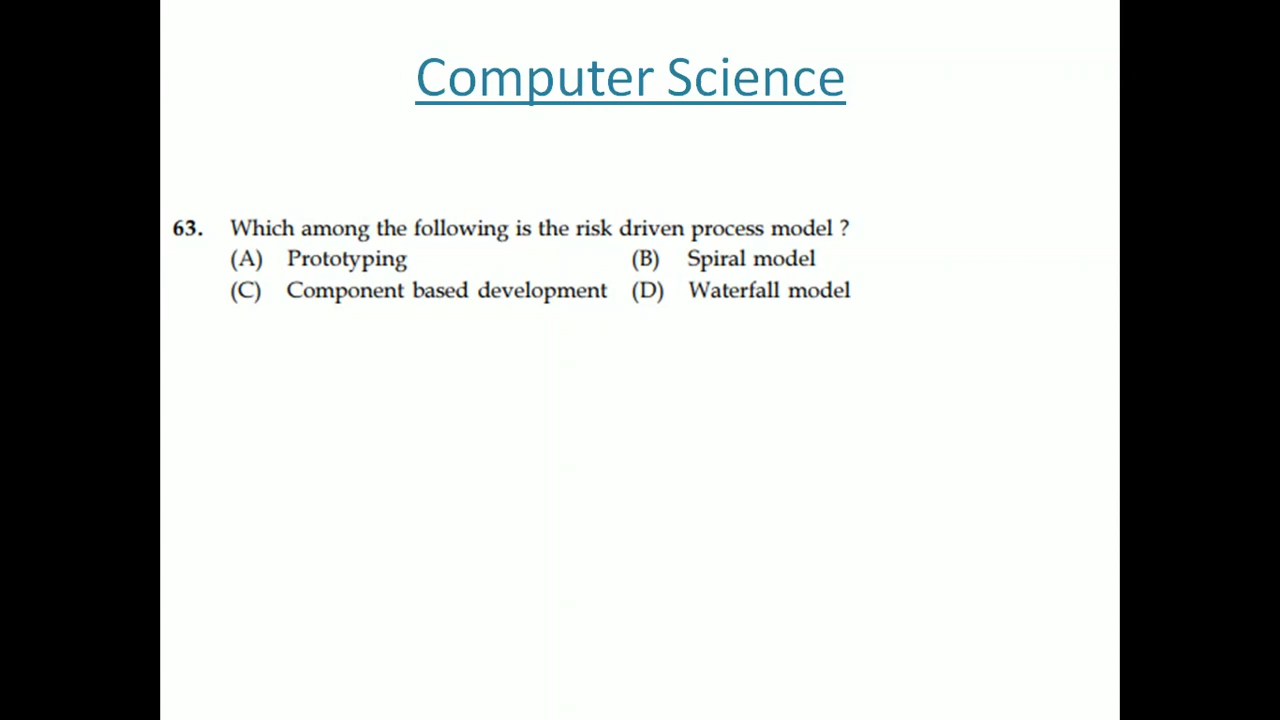 Computer Science
63. Which among the following is the risk driven process model ?
(A) Prototyping (B) Spiral model
(C) Component based development (D) Waterfall model